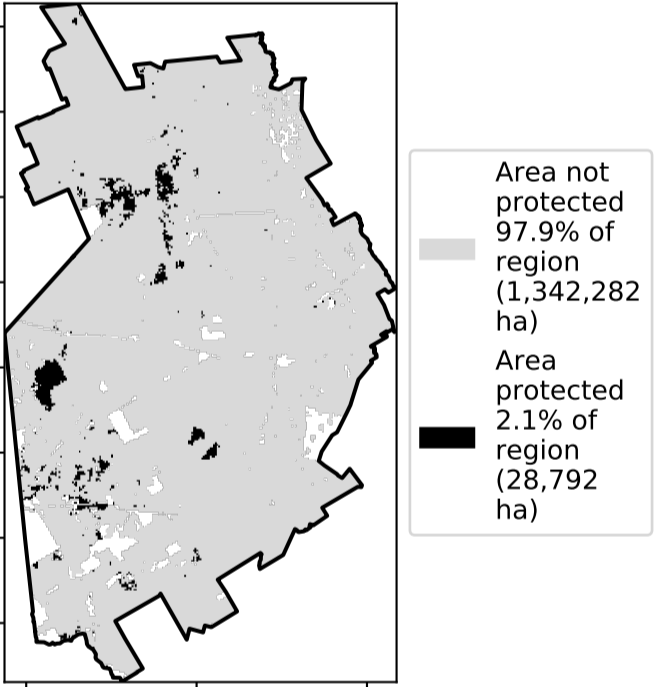 Area not
protected
97.9% of
region
(1,342,282
ha)
Area
protected
2.1% of
region
(28,792
ha)